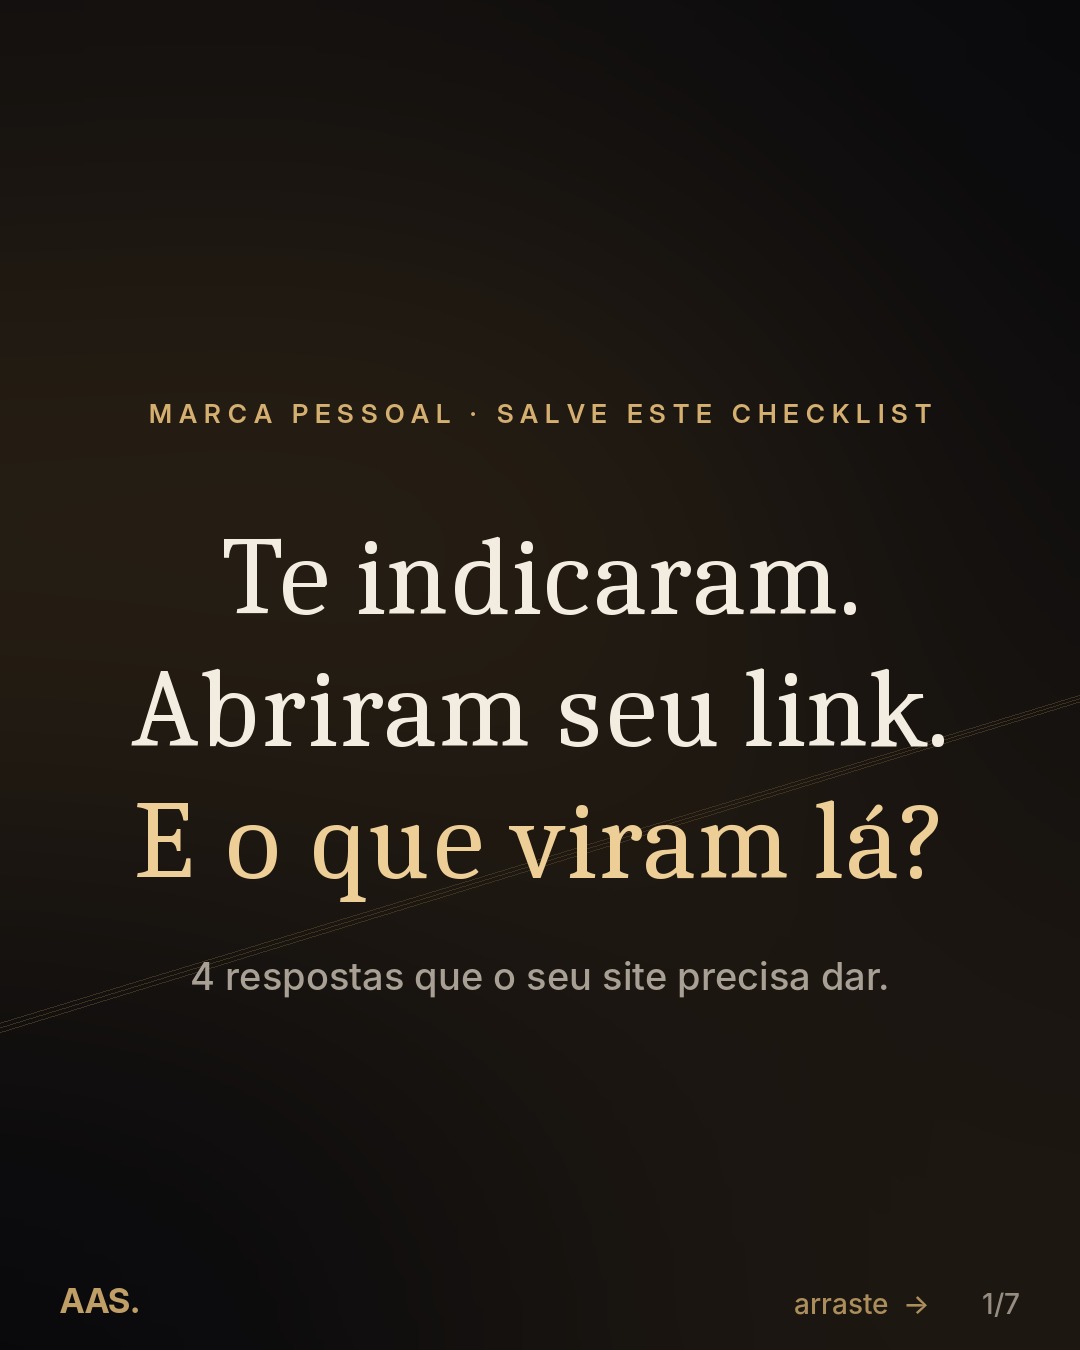 MARCA PESSOAL · SALVE ESTE CHECKLIST
Te indicaram.
Abriram seu link.
E o que viram lá?
4 respostas que o seu site precisa dar.
AAS.
arraste →
1/7